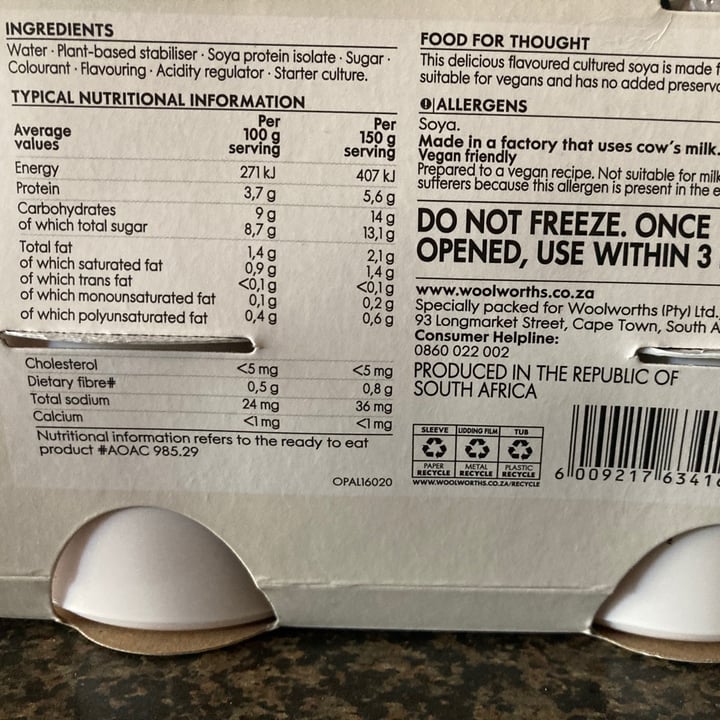 INGREDIENTS
Water · Plant-based stabiliser · Soya protein isolate · Sugar ·
Colourant · Flavouring · Acidity regulator · Starter culture.
TYPICAL NUTRITIONAL INFORMATION
Average values Per 100 g serving Per 150 g serving
Energy 271 kJ 407 kJ
Protein 3,7 g 5,6 g
Carbohydrates 9 g 14 g
of which total sugar 8,7 g 13,1 g
Total fat 1,4 g 2,1 g
of which saturated fat 0,9 g 1,4 g
of which trans fat <0,1 g <0,1 g
of which monounsaturated fat 0,1 g 0,2 g
of which polyunsaturated fat 0,4 g 0,6 g
Cholesterol <5 mg <5 mg
Dietary fibre# 0,5 g 0,8 g
Total sodium 24 mg 36 mg
Calcium <1 mg <1 mg
Nutritional information refers to the ready to eat
product #AOAC 985.29
OPAL16020
FOOD FOR THOUGHT
This delicious flavoured cultured soya is made
suitable for vegans and has no added
ALLERGENS
Soya.
Made in a factory that uses cow's milk.
Vegan friendly
Prepared to a vegan recipe. Not suitable for milk
sufferers because this allergen is present in the
DO NOT FREEZE. ONCE
OPENED, USE WITHIN 3
www.woolworths.co.za
Specially packed for Woolworths (Pty) Ltd.
93 Longmarket Street, Cape Town, South
Consumer Helpline:
0860 022 002
PRODUCED IN THE REPUBLIC OF
SOUTH AFRICA
SLEEVE LIDDING FILM TUB
PAPER METAL PLASTIC
RECYCLE RECYCLE RECYCLE
WWW.WOOLWORTHS.CO.ZA/RECYCLE
6 009217 6341